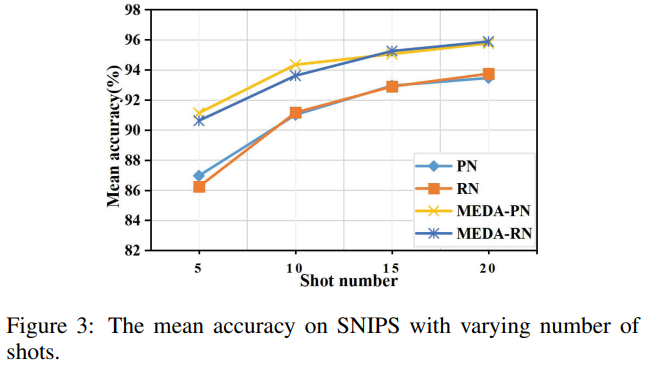 98
96
94
92
90
88
86
84
82
Mean accuracy(%)
5 10 15 20
Shot number
PN
RN
MEDA-PN
MEDA-RN
Figure 3: The mean accuracy on SNIPS with varying number of
shots.